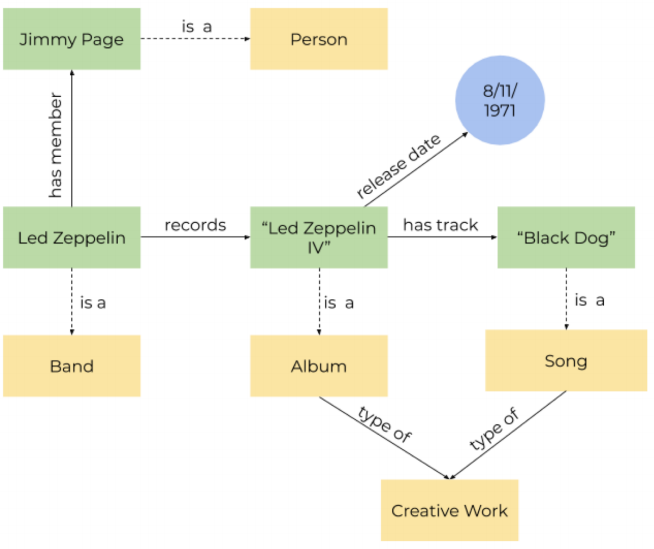 Jimmy Page
is a
Person
has member
8/11/
1971
release date
Led Zeppelin
records
“Led Zeppelin
IV”
has track
“Black Dog”
is a
is a
is a
Band
Album
Song
type of
type of
Creative Work